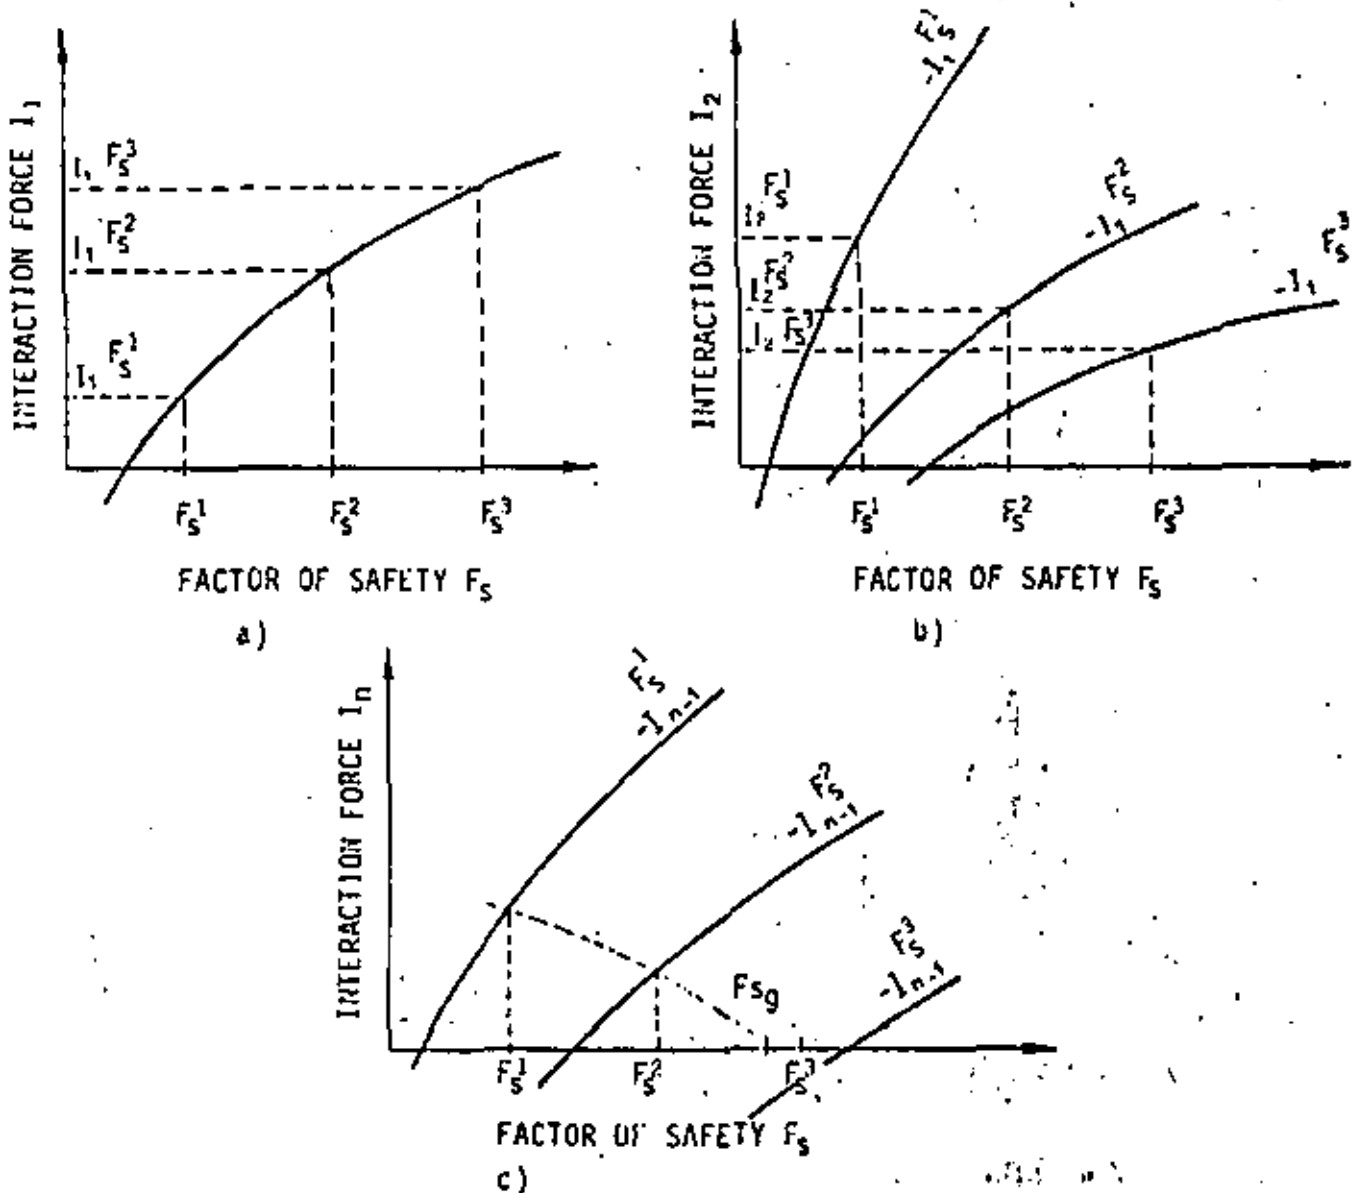 INTERACTION FORCE I₁
I₁ Fₛ³
I₁ Fₛ²
I₁ Fₛ¹
Fₛ¹ Fₛ² Fₛ³
FACTOR OF SAFETY Fₛ
a)
INTERACTION FORCE I₂
-I₁ Fₛ¹
-I₁ Fₛ²
-I₁ Fₛ³
I₂ Fₛ¹
I₂ Fₛ²
I₂ Fₛ³
Fₛ¹ Fₛ² Fₛ³
FACTOR OF SAFETY Fₛ
b)
INTERACTION FORCE Iₙ
-Iₙ₋₁ Fₛ¹
-Iₙ₋₁ Fₛ²
-Iₙ₋₁ Fₛ³
Fsg
Fₛ¹ Fₛ² Fₛ³
FACTOR OF SAFETY Fₛ
c)